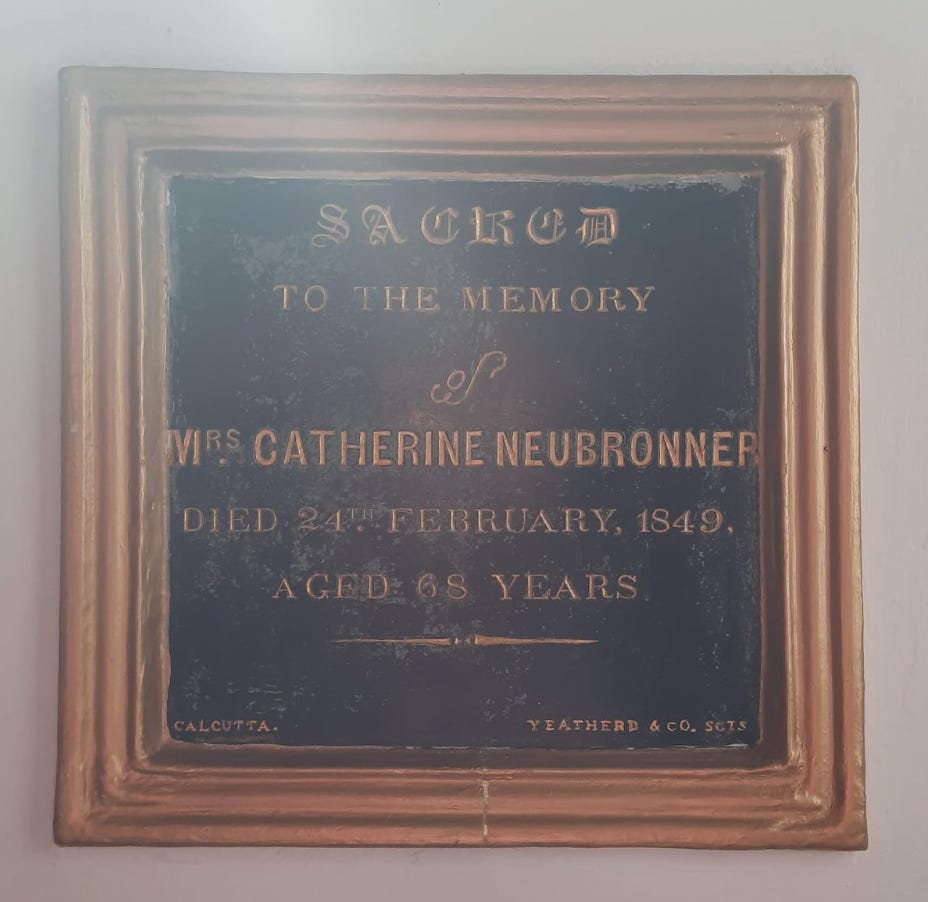 SACRED
TO THE MEMORY
of
MRS CATHERINE NEUBRONNER
DIED 24TH FEBRUARY, 1849.
AGED 68 YEARS
CALCUTTA. YEATHERD & CO. SCTS